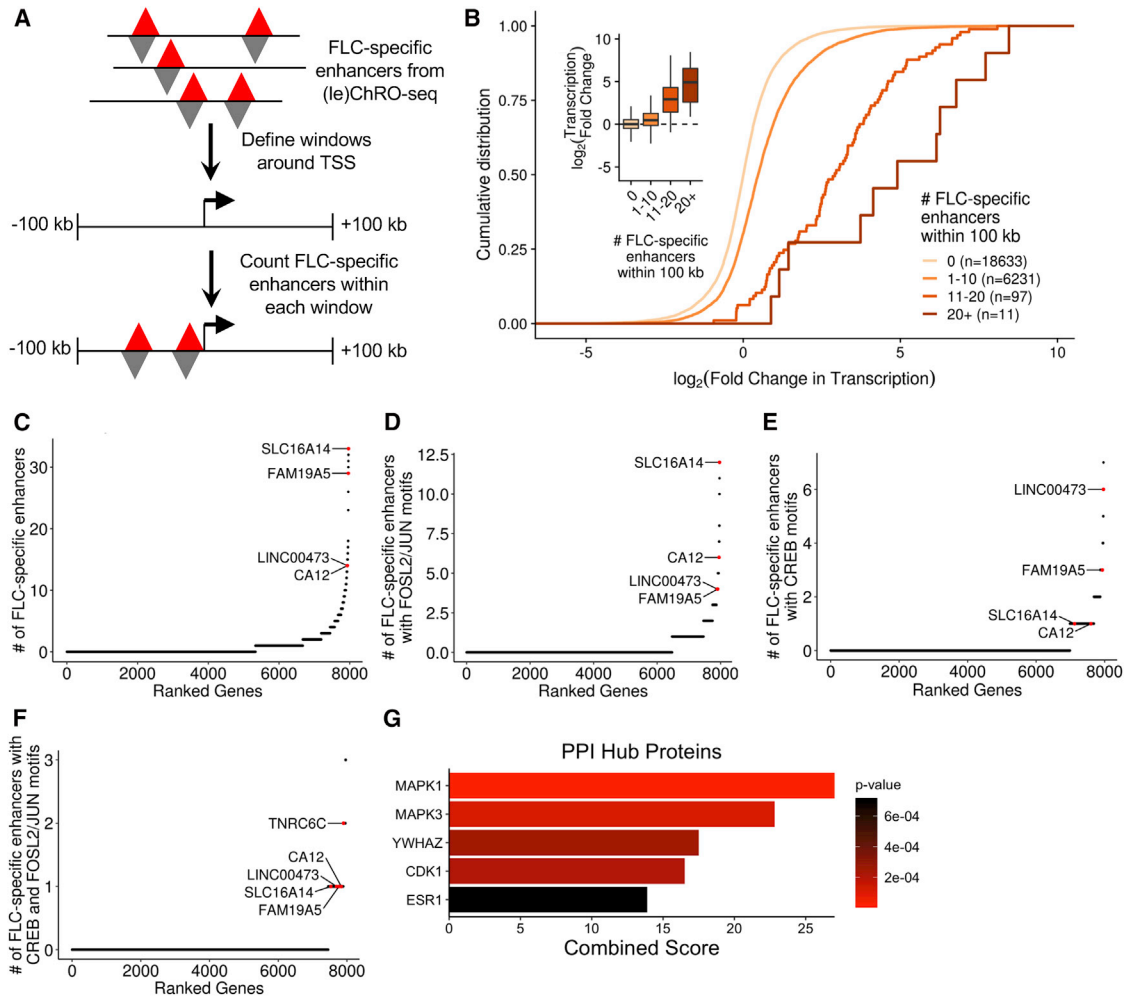 A
FLC-specific
enhancers from
(le)ChRO-seq
Define windows
around TSS
-100 kb
+100 kb
Count FLC-specific
enhancers within
each window
-100 kb
+100 kb
B
Cumulative distribution
1.00
0.75
0.50
0.25
0.00
-5
0
5
10
log2(Fold Change in Transcription)
log2(Transcription Fold Change)
10
5
0
-5
0
1-10
11-20
20+
# FLC-specific
enhancers
within 100 kb
# FLC-specific
enhancers
within 100 kb
0 (n=18633)
1-10 (n=6231)
11-20 (n=97)
20+ (n=11)
C
# of FLC-specific enhancers
30
20
10
0
SLC16A14
FAM19A5
LINC00473
CA12
0
2000
4000
6000
8000
Ranked Genes
D
# of FLC-specific enhancers
with FOSL2/JUN motifs
12.5
10.0
7.5
5.0
2.5
0.0
SLC16A14
CA12
LINC00473
FAM19A5
0
2000
4000
6000
8000
Ranked Genes
E
# of FLC-specific enhancers
with CREB motifs
6
4
2
0
LINC00473
FAM19A5
SLC16A14
CA12
0
2000
4000
6000
8000
Ranked Genes
F
# of FLC-specific enhancers with
CREB and FOSL2/JUN motifs
3
2
1
0
TNRC6C
CA12
LINC00473
SLC16A14
FAM19A5
0
2000
4000
6000
8000
Ranked Genes
G
PPI Hub Proteins
MAPK1
MAPK3
YWHAZ
CDK1
ESR1
0
5
10
15
20
25
Combined Score
p-value
6e-04
4e-04
2e-04